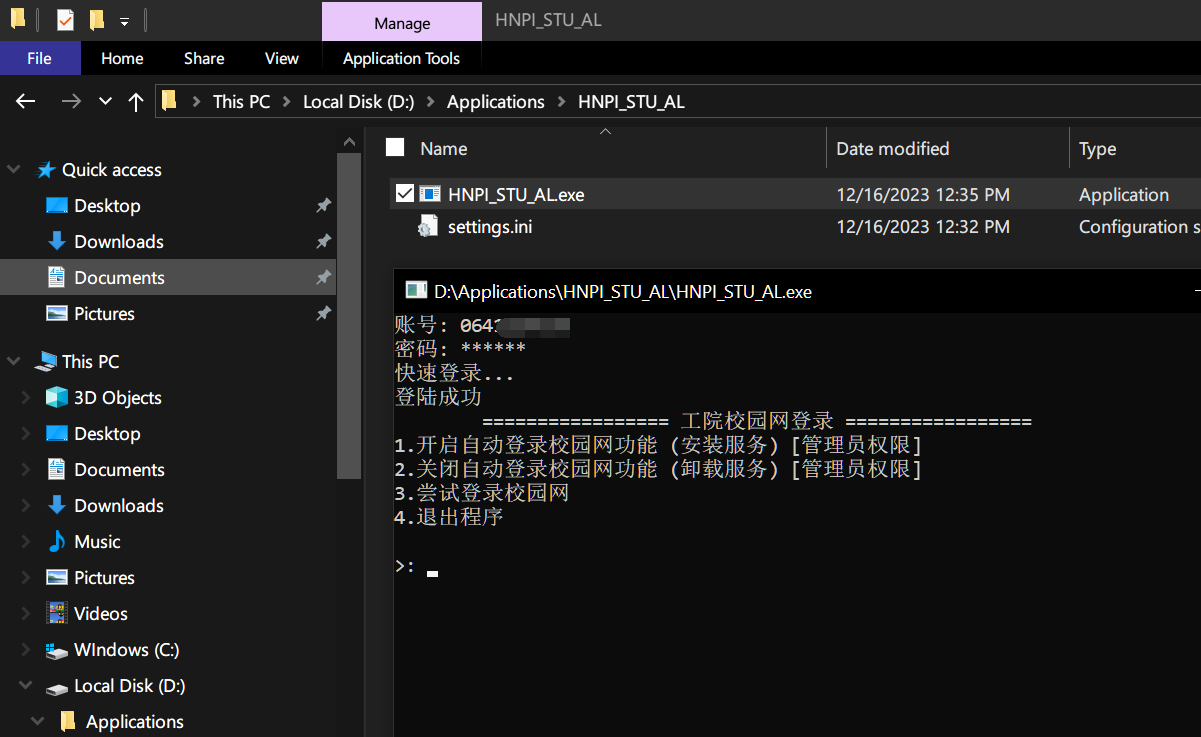 Manage
HNPI_STU_AL
File
Home
Share
View
Application Tools
This PC
Local Disk (D:)
Applications
HNPI_STU_AL
Name
Date modified
Type
Quick access
Desktop
Downloads
Documents
Pictures
This PC
3D Objects
Desktop
Documents
Downloads
Music
Pictures
Videos
WIndows (C:)
Local Disk (D:)
Applications
HNPI_STU_AL.exe
12/16/2023 12:35 PM
Application
settings.ini
12/16/2023 12:32 PM
Configuration s
D:\Applications\HNPI_STU_AL\HNPI_STU_AL.exe
账号: 064
密码: ******
快速登录...
登陆成功
================= 工院校园网登录 =================
1.开启自动登录校园网功能 (安装服务) [管理员权限]
2.关闭自动登录校园网功能 (卸载服务) [管理员权限]
3.尝试登录校园网
4.退出程序
>: